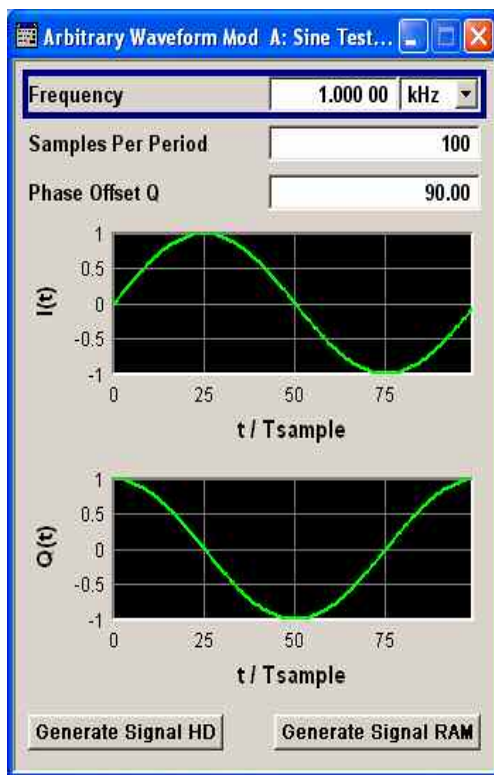 Arbitrary Waveform Mod A: Sine Test...
Frequency 1.000 00 kHz
Samples Per Period 100
Phase Offset Q 90.00
1
0.5
0
-0.5
-1
I(t)
0 25 50 75
t / Tsample
1
0.5
0
-0.5
-1
Q(t)
0 25 50 75
t / Tsample
Generate Signal HD Generate Signal RAM